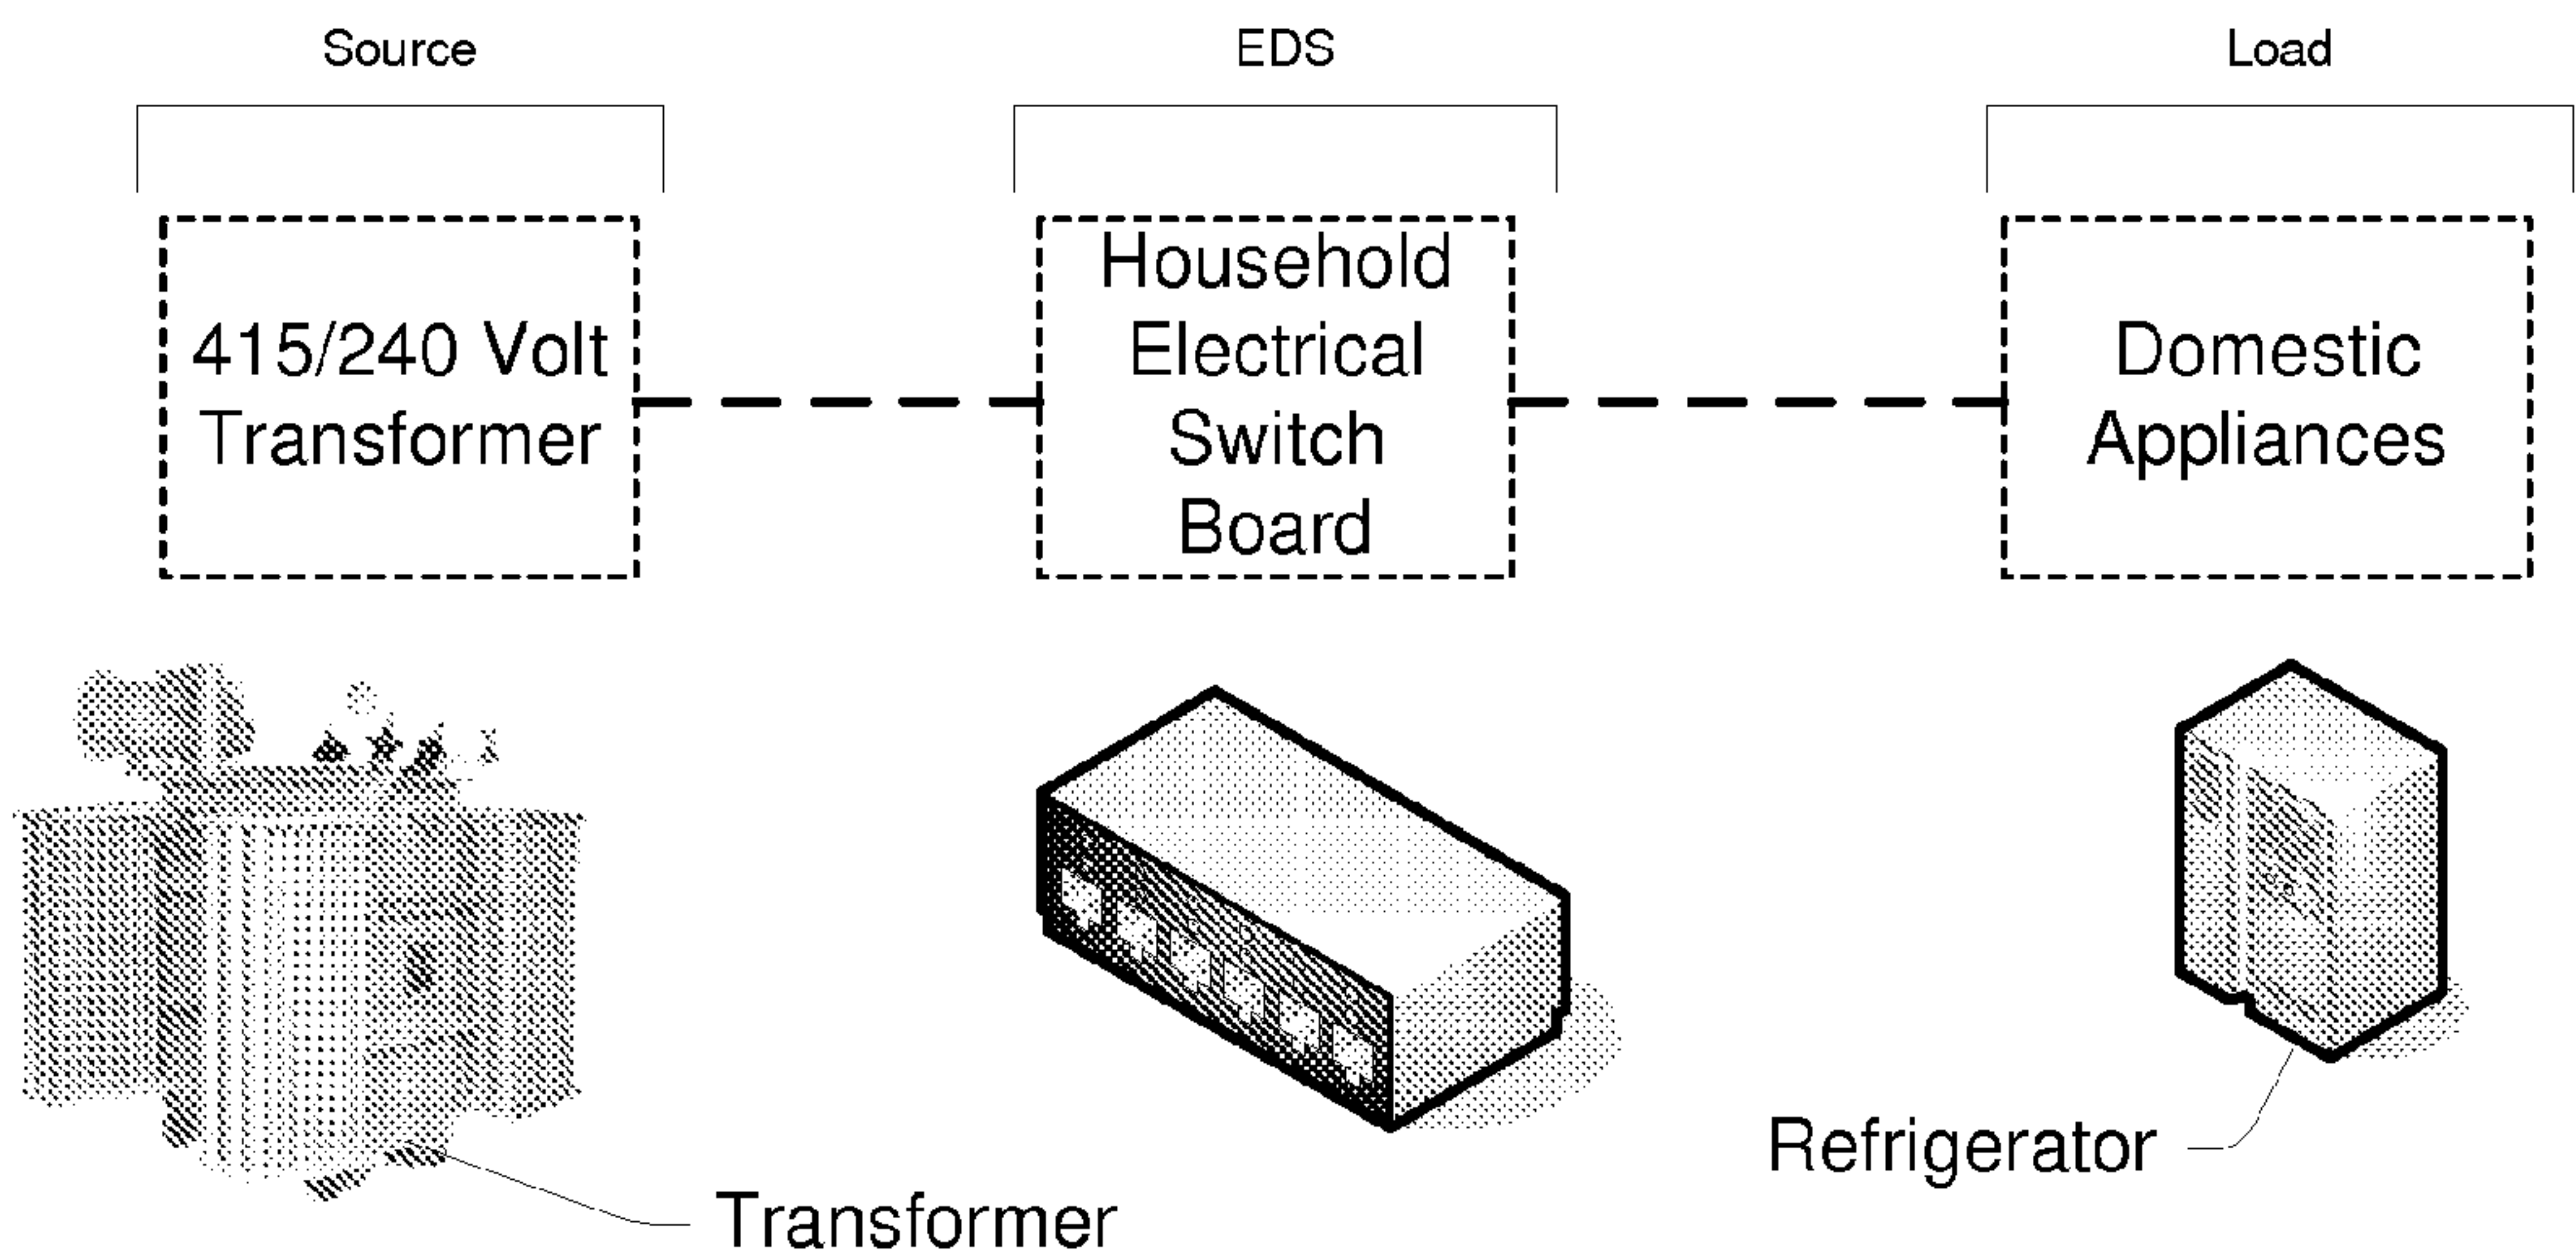 Source
EDS
Load
415/240 Volt
Transformer
Household
Electrical
Switch
Board
Domestic
Appliances
Refrigerator
Transformer